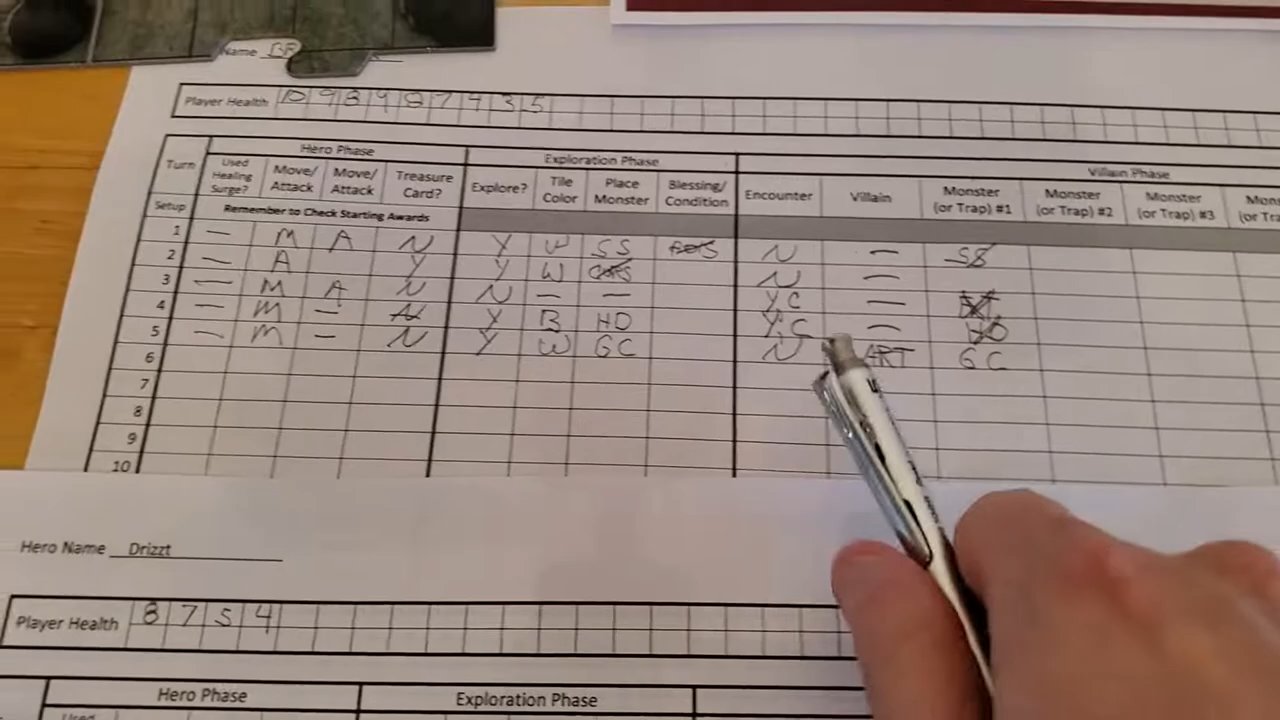 Name
Player Health 10 9 8 9 8 7 4 3 5
Hero Phase Exploration Phase Villain Phase
Turn Used Healing Surge? Move/ Attack Move/ Attack Treasure Card? Explore? Tile Color Place Monster Blessing/ Condition Encounter Villain Monster (or Trap) #1 Monster (or Trap) #2 Monster (or Trap) #3
Setup Remember to Check Starting Awards
1 — M A N Y W SS N — SS
2 — A Y Y W N —
3 — M A N N — — Y C —
4 — M — N Y B HO Y;C — HO
5 — M — N Y W GC N ART GC
6
7
8
9
10
Hero Name Drizzt
Player Health 8 7 5 4
Hero Phase Exploration Phase
Used